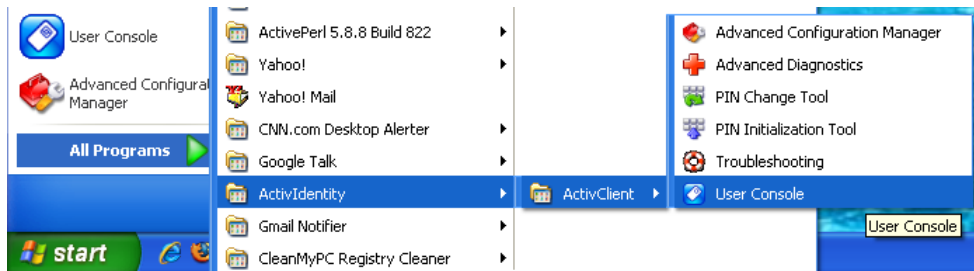 User Console
Advanced Configurat
Manager
All Programs
start
ActivePerl 5.8.8 Build 822
Yahoo!
Yahoo! Mail
CNN.com Desktop Alerter
Google Talk
ActivIdentity
Gmail Notifier
CleanMyPC Registry Cleaner
ActivClient
Advanced Configuration Manager
Advanced Diagnostics
PIN Change Tool
PIN Initialization Tool
Troubleshooting
User Console
User Console